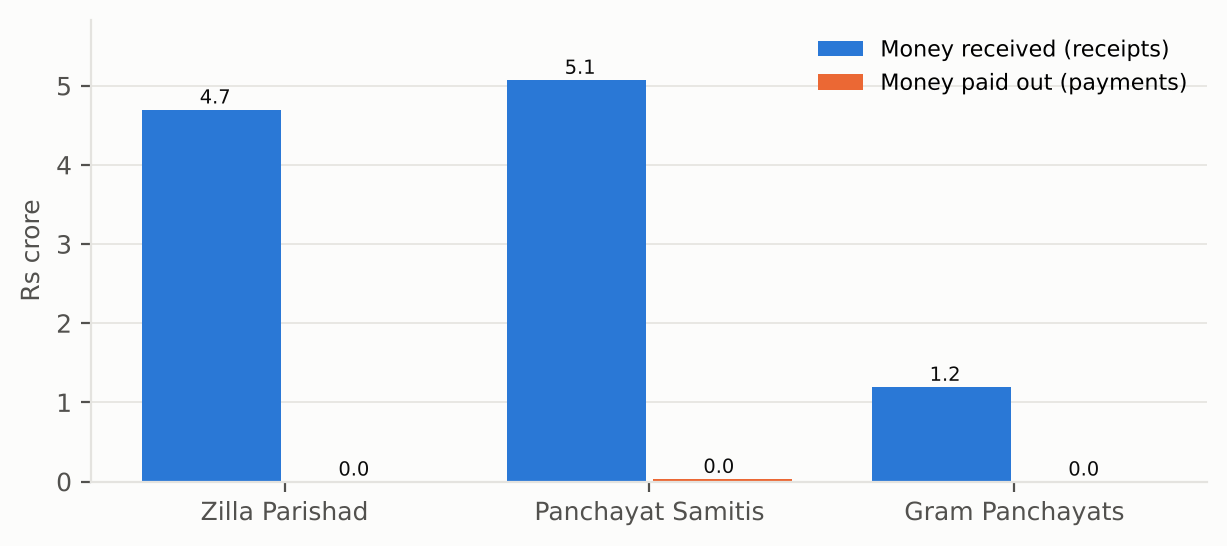 Money received (receipts)
Money paid out (payments)
Rs crore
5
4
3
2
1
0
4.7
0.0
5.1
0.0
1.2
0.0
Zilla Parishad
Panchayat Samitis
Gram Panchayats